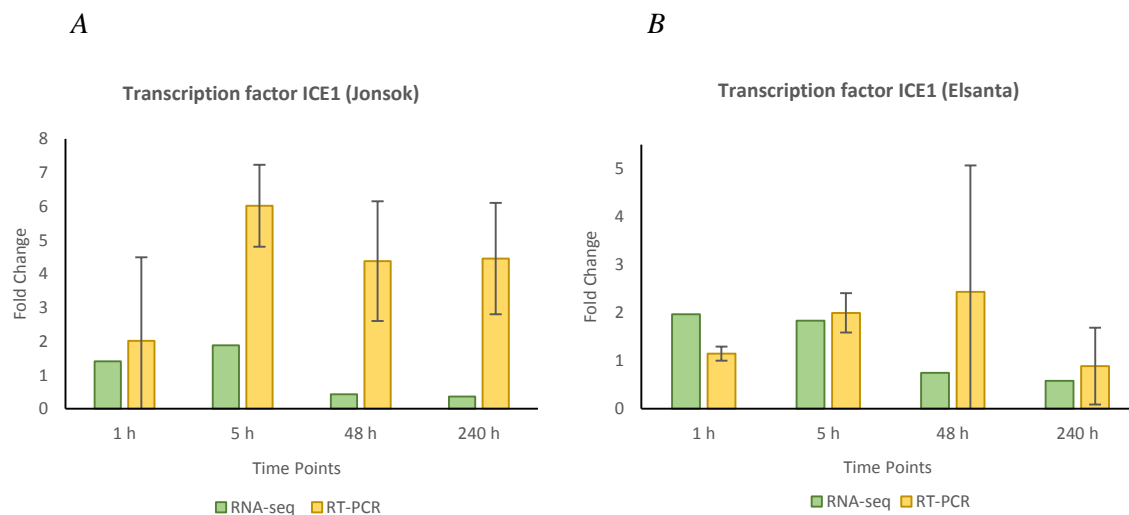 A
B
Transcription factor ICE1 (Jonsok)
8
7
6
5
4
3
2
1
0
Fold Change
1 h 5 h 48 h 240 h
Time Points
RNA-seq RT-PCR
Transcription factor ICE1 (Elsanta)
5
4
3
2
1
0
Fold Change
1 h 5 h 48 h 240 h
Time Points
RNA-seq RT-PCR